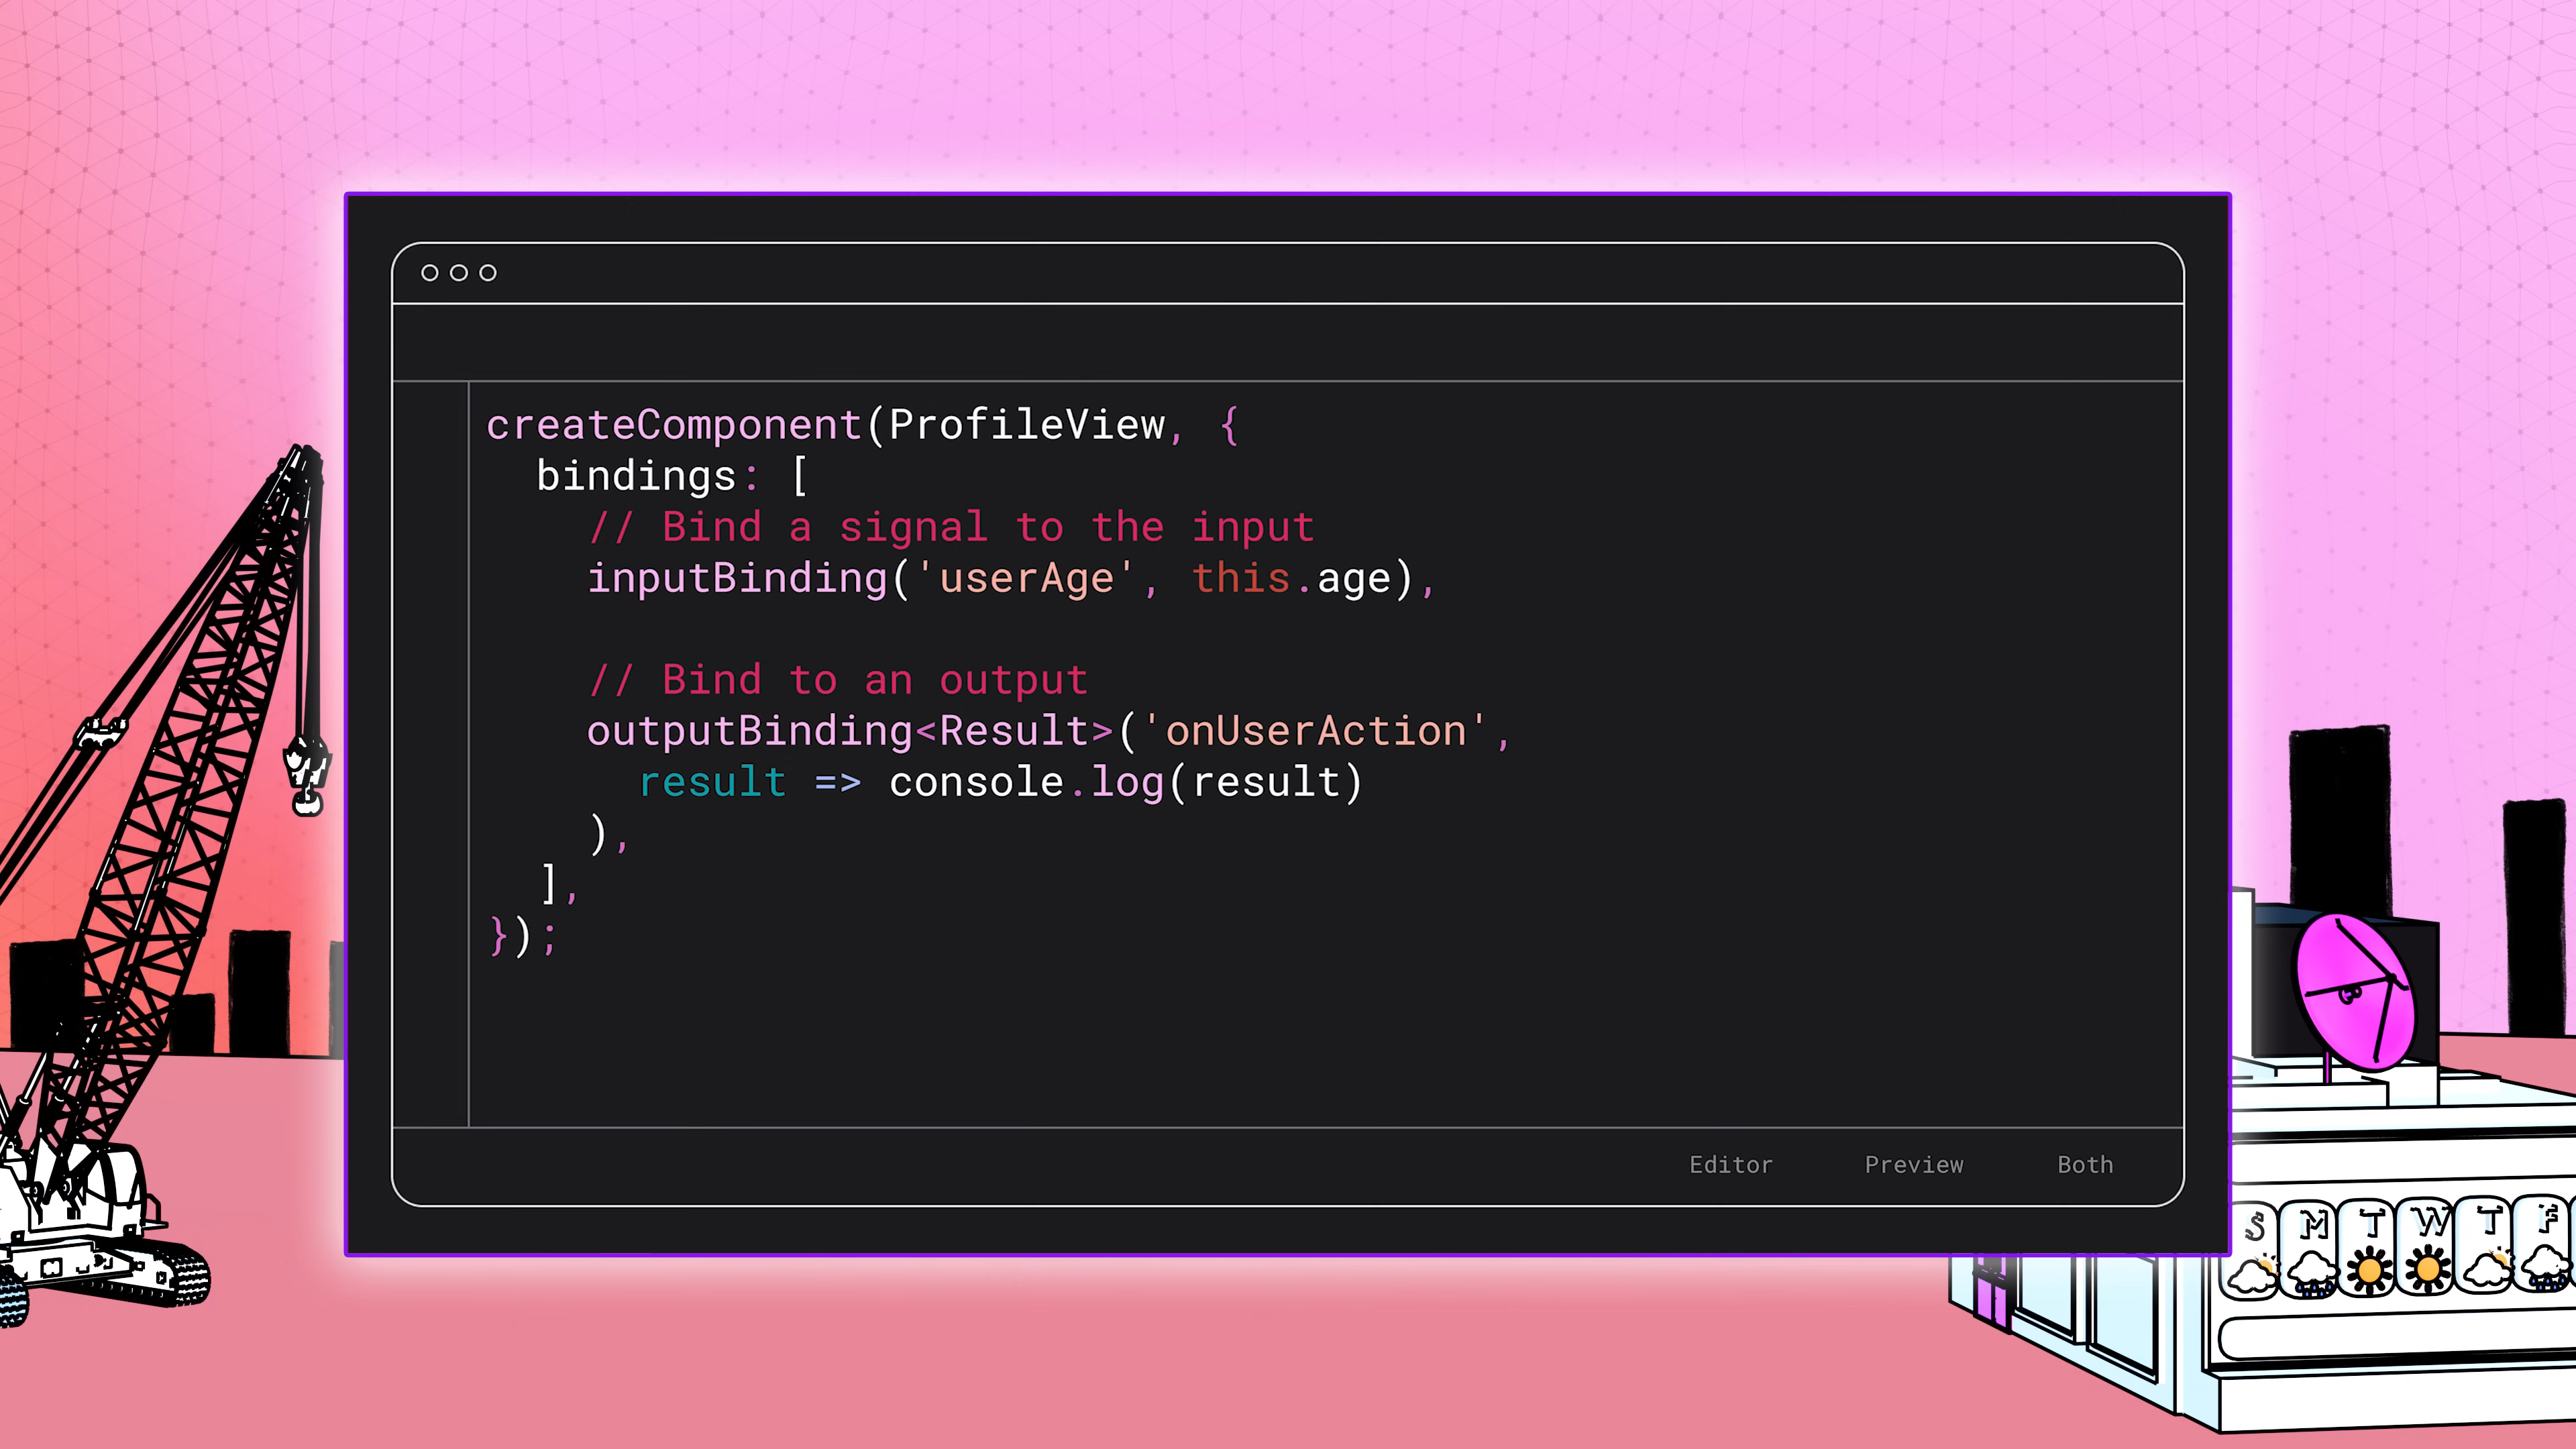 createComponent(ProfileView, {
  bindings: [
    // Bind a signal to the input
    inputBinding('userAge', this.age),

    // Bind to an output
    outputBinding<Result>('onUserAction',
      result => console.log(result)
    ),
  ],
});
Editor Preview Both
S M T W T F